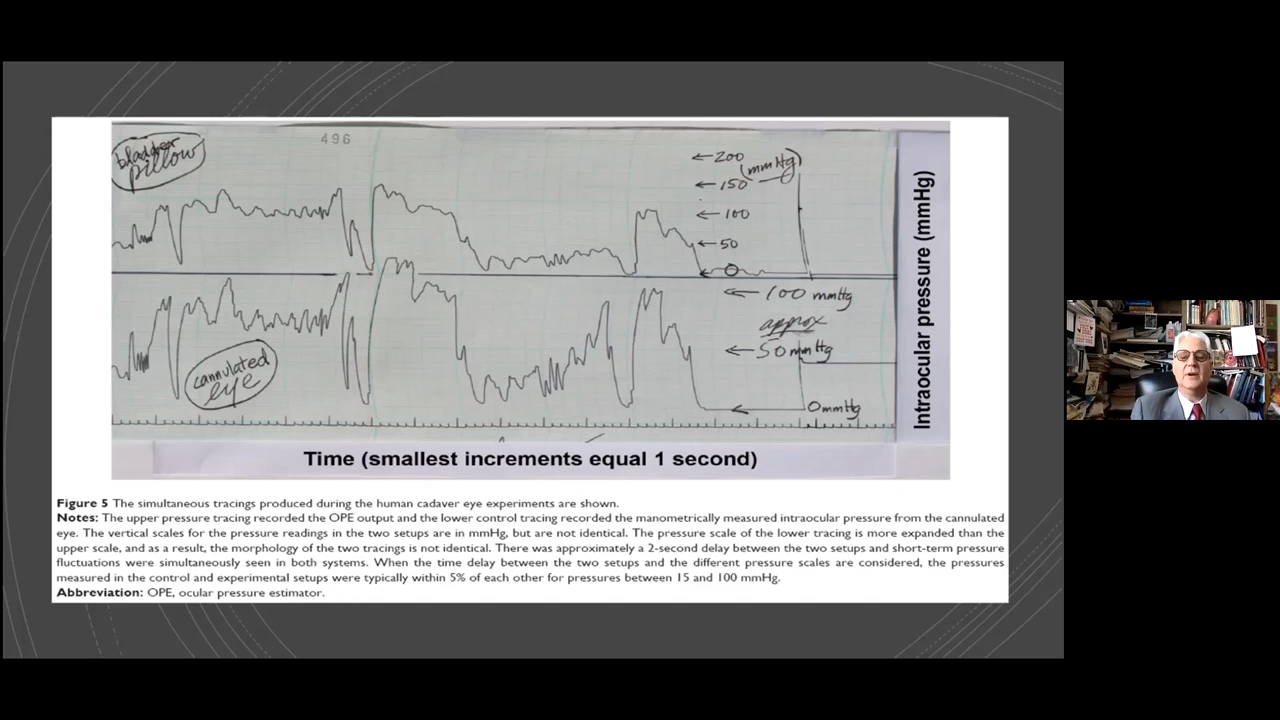 bladder
pillow
496
←200
(mmHg)
←150
←100
←50
←0
←100 mmHg
approx
←50 mmHg
cannulated
eye
←
0mmHg
Intraocular pressure (mmHg)
Time (smallest increments equal 1 second)
Figure 5 The simultaneous tracings produced during the human cadaver eye experiments are shown.
Notes: The upper pressure tracing recorded the OPE output and the lower control tracing recorded the manometrically measured intraocular pressure from the cannulated
eye. The vertical scales for the pressure readings in the two setups are in mmHg, but are not identical. The pressure scale of the lower tracing is more expanded than the
upper scale, and as a result, the morphology of the two tracings is not identical. There was approximately a 2-second delay between the two setups and short-term pressure
fluctuations were simultaneously seen in both systems. When the time delay between the two setups and the different pressure scales are considered, the pressures
measured in the control and experimental setups were typically within 5% of each other for pressures between 15 and 100 mmHg.
Abbreviation: OPE, ocular pressure estimator.